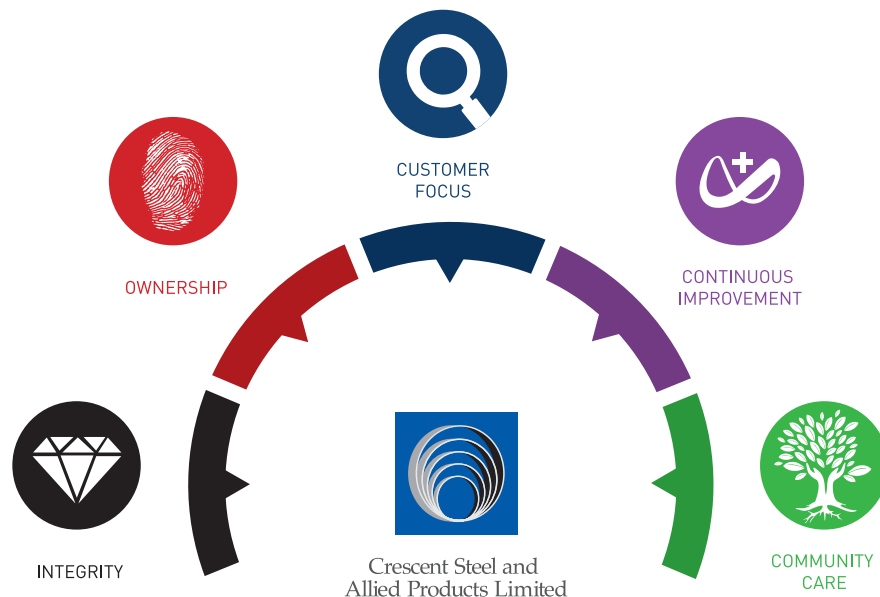 CUSTOMER
FOCUS
OWNERSHIP
CONTINUOUS
IMPROVEMENT
INTEGRITY
COMMUNITY
CARE
Crescent Steel and
Allied Products Limited